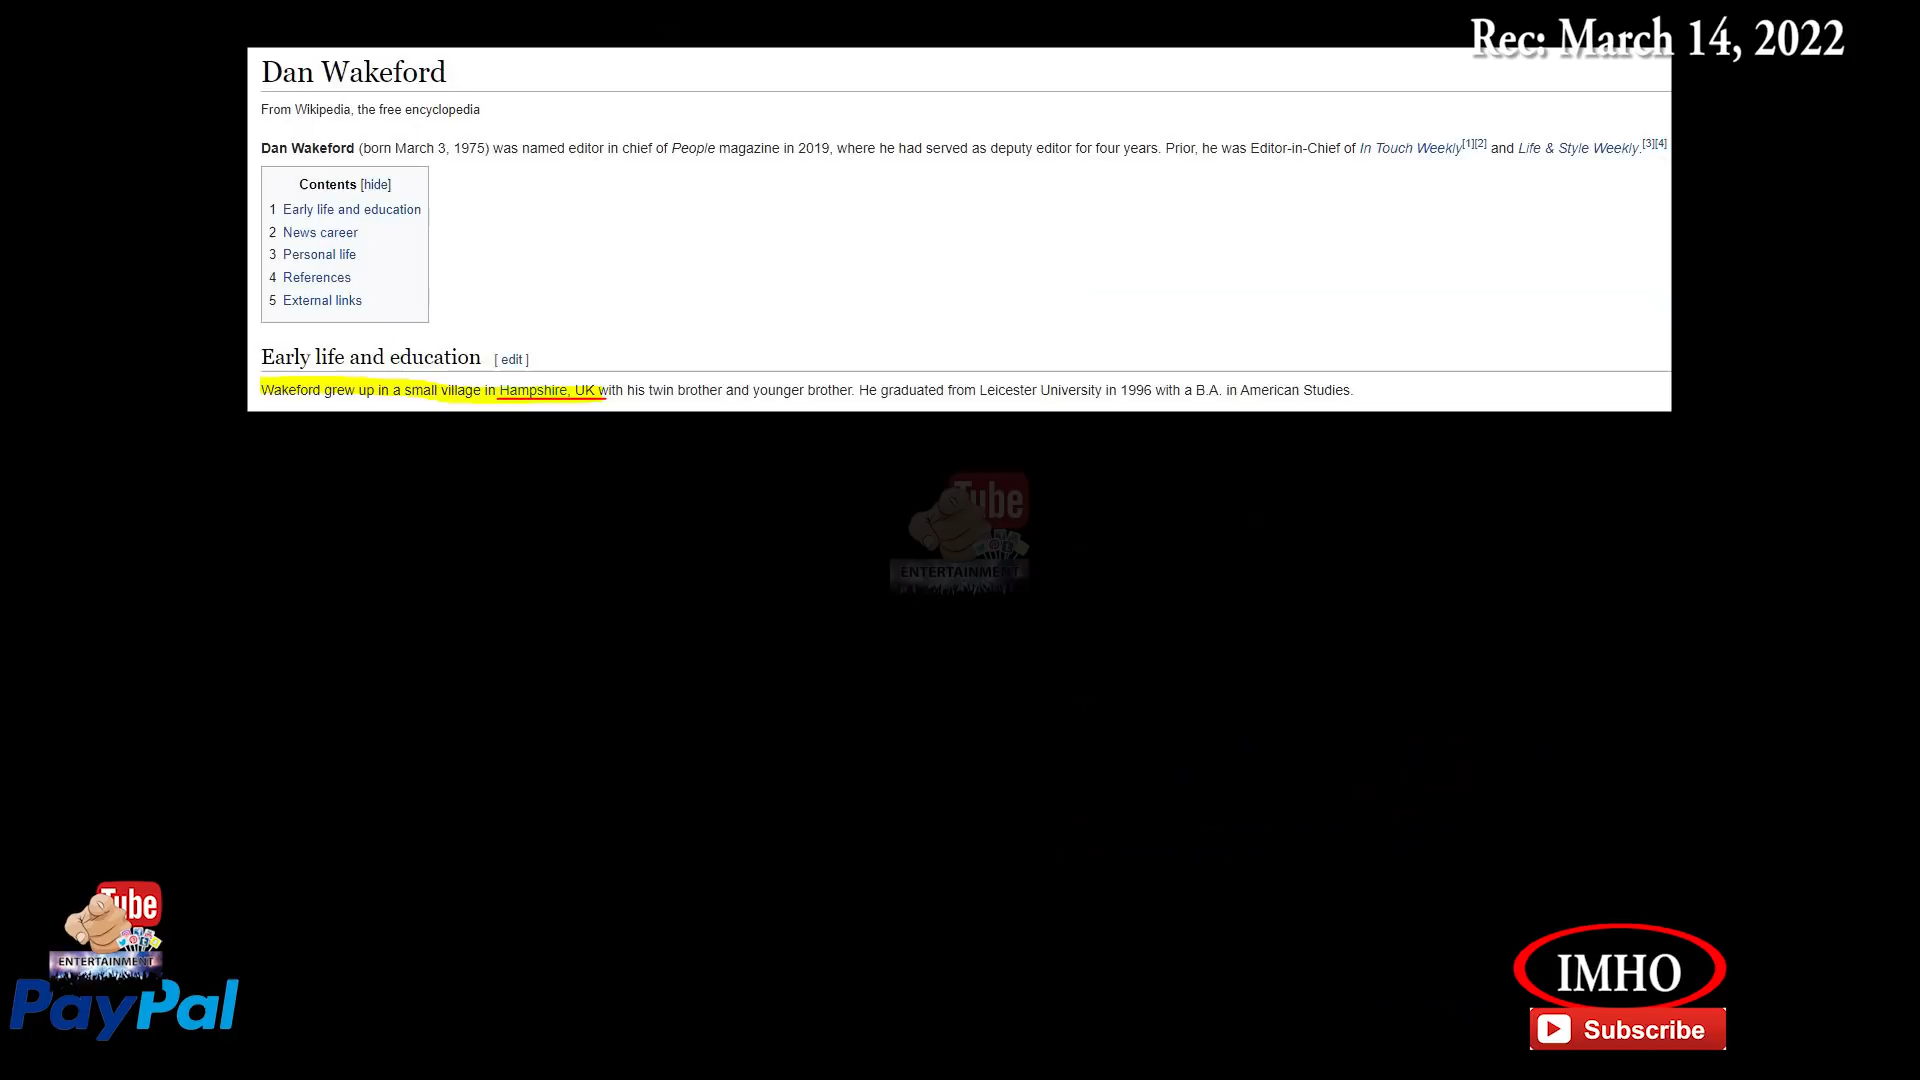 Rec: March 14, 2022
Dan Wakeford
From Wikipedia, the free encyclopedia
Dan Wakeford (born March 3, 1975) was named editor in chief of People magazine in 2019, where he had served as deputy editor for four years. Prior, he was Editor-in-Chief of In Touch Weekly[1][2] and Life & Style Weekly.[3][4]
Contents [hide]
1 Early life and education
2 News career
3 Personal life
4 References
5 External links
Early life and education [ edit ]
Wakeford grew up in a small village in Hampshire, UK with his twin brother and younger brother. He graduated from Leicester University in 1996 with a B.A. in American Studies.
Tube
ENTERTAINMENT
Tube
ENTERTAINMENT
PayPal
IMHO
Subscribe